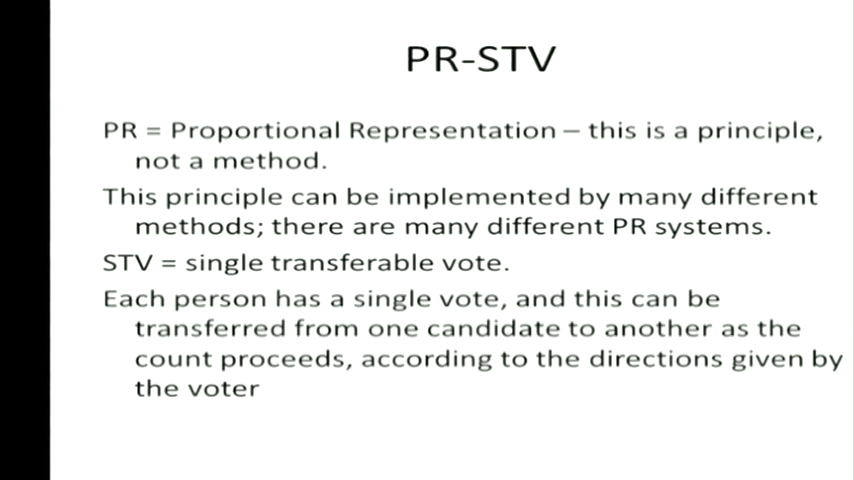 PR-STV
PR = Proportional Representation – this is a principle,
not a method.
This principle can be implemented by many different
methods; there are many different PR systems.
STV = single transferable vote.
Each person has a single vote, and this can be
transferred from one candidate to another as the
count proceeds, according to the directions given by
the voter